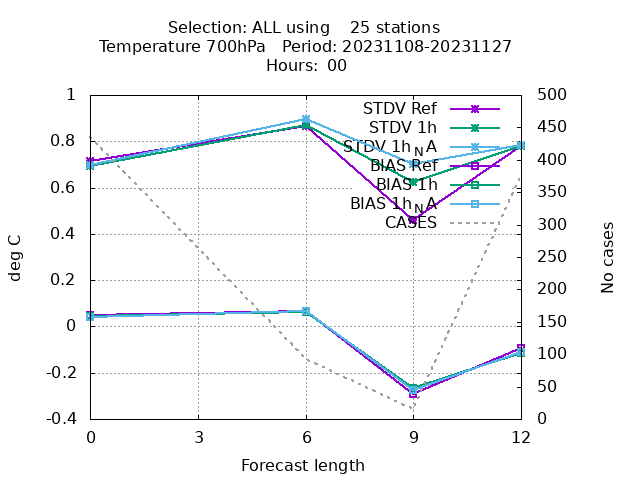 Selection: ALL using    25 stations
Temperature 700hPa   Period: 20231108-20231127
Hours:  00
1
0.8
0.6
0.4
0.2
0
-0.2
-0.4
deg C
STDV Ref
STDV 1h
STDV 1h_NA
BIAS Ref
BIAS 1h
BIAS 1h_NA
CASES
500
450
400
350
300
250
200
150
100
50
0
No cases
0 3 6 9 12
Forecast length